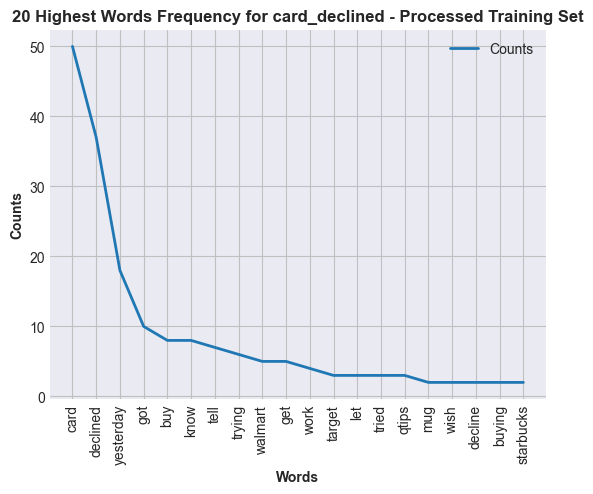 20 Highest Words Frequency for card_declined - Processed Training Set
Counts
50
40
30
20
10
0
Counts
card
declined
yesterday
got
buy
know
tell
trying
walmart
get
work
target
let
tried
qtips
mug
wish
decline
buying
starbucks
Words